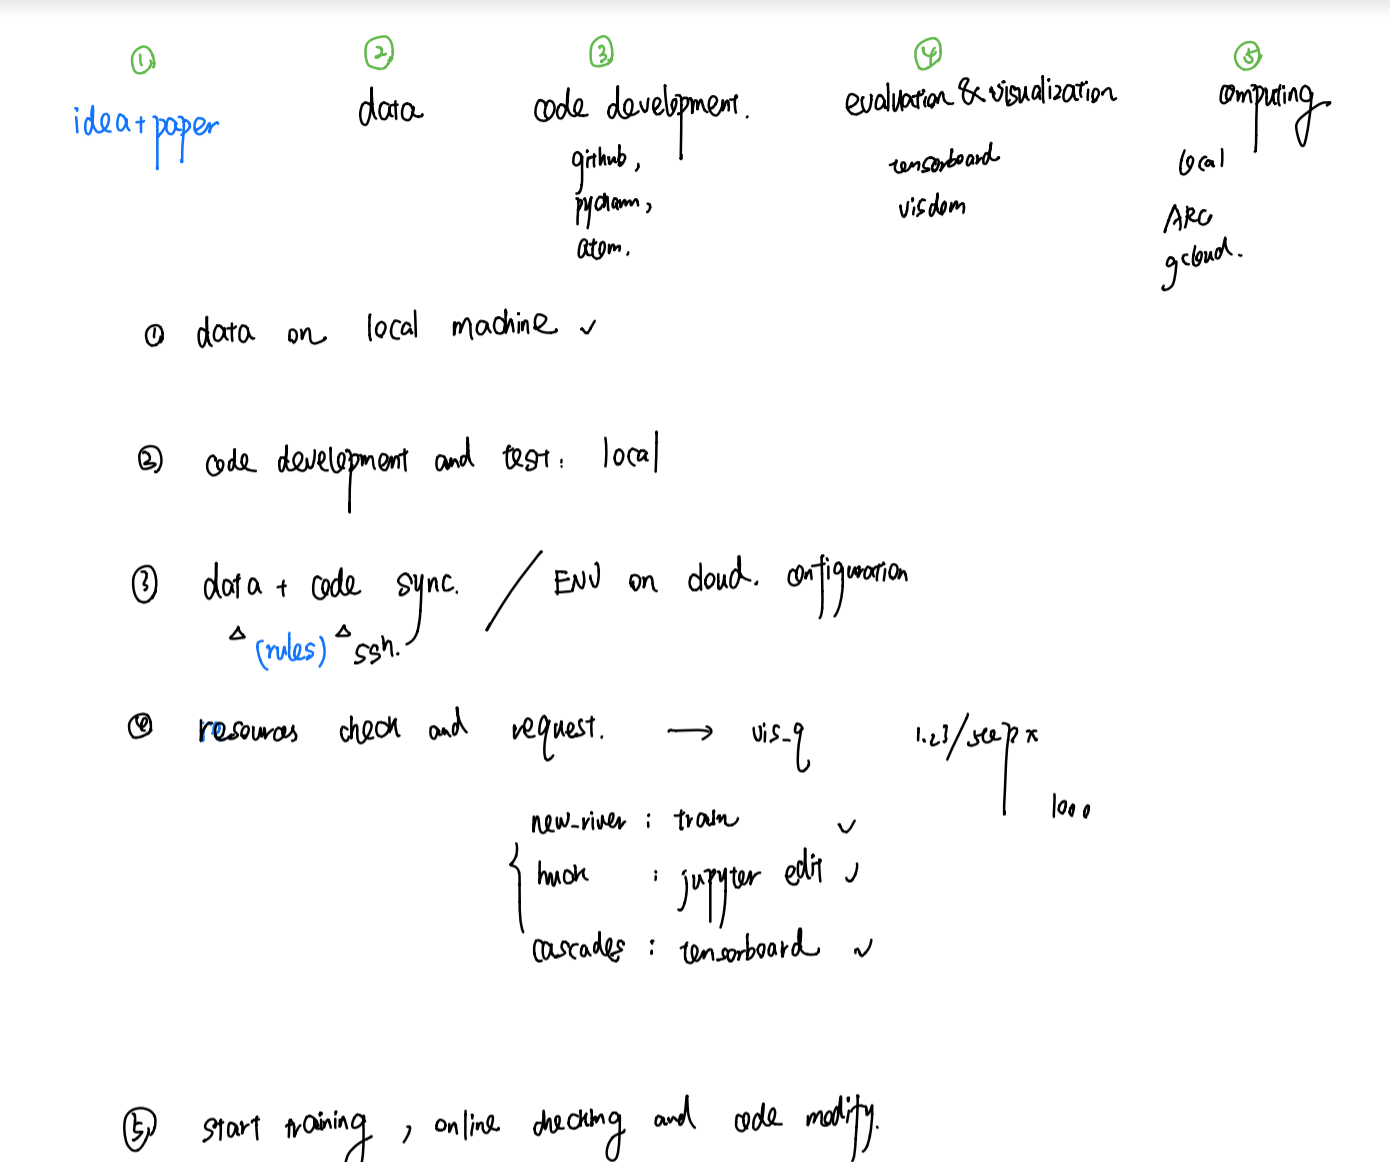 ① ② ③ ④ ⑤
idea + paper data code development. evaluation & visualization computing
github, tensorboard local
pycharm, visdom ARC
atom. gcloud.
① data on local machine ✓
② code development and test: local
③ data + code sync. / ENV on cloud. configuration
△ (rules) △ ssh.
④ resources check and request. → vis_q 1.23/step x
1000
new_river : train ✓
huck : jupyter edit ✓
cascades : tensorboard ✓
⑤ start training, online checking and code modify.